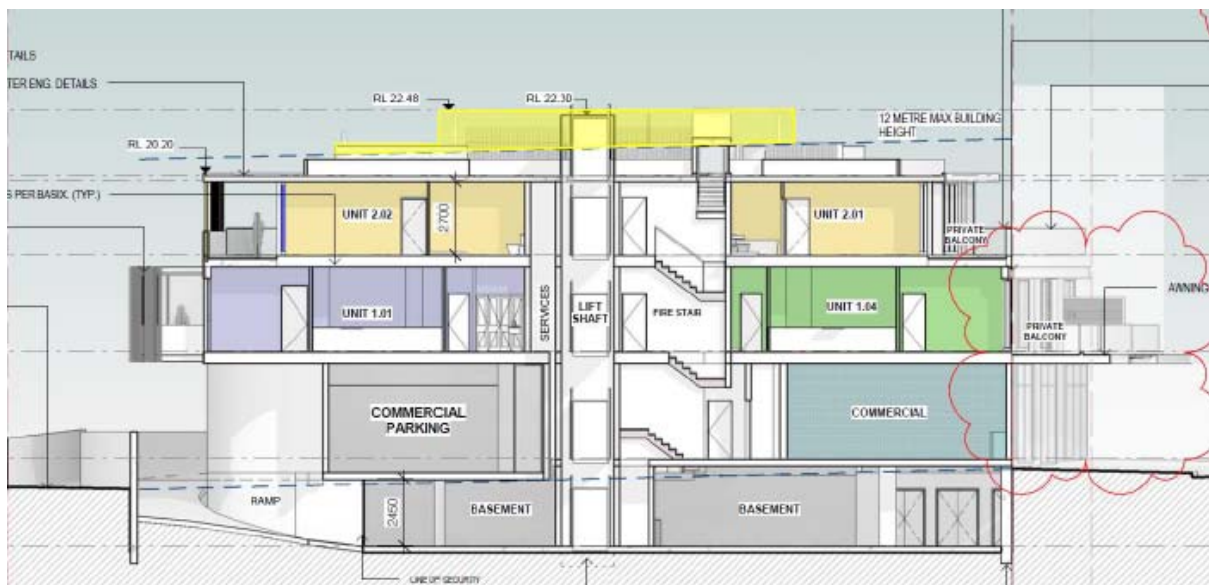 TAILS
TER ENG. DETAILS
RL 22.48
RL 22.30
12 METRE MAX BUILDING
HEIGHT
RL 20.20
S PER BASIX. (TYP.)
UNIT 2.02
2700
UNIT 2.01
PRIVATE
BALCONY
UNIT 1.01
SERVICES
LIFT
SHAFT
FIRE STAIR
UNIT 1.04
AWNING
PRIVATE
BALCONY
COMMERCIAL
PARKING
COMMERCIAL
RAMP
2450
BASEMENT
BASEMENT
LINE OF SECURITY